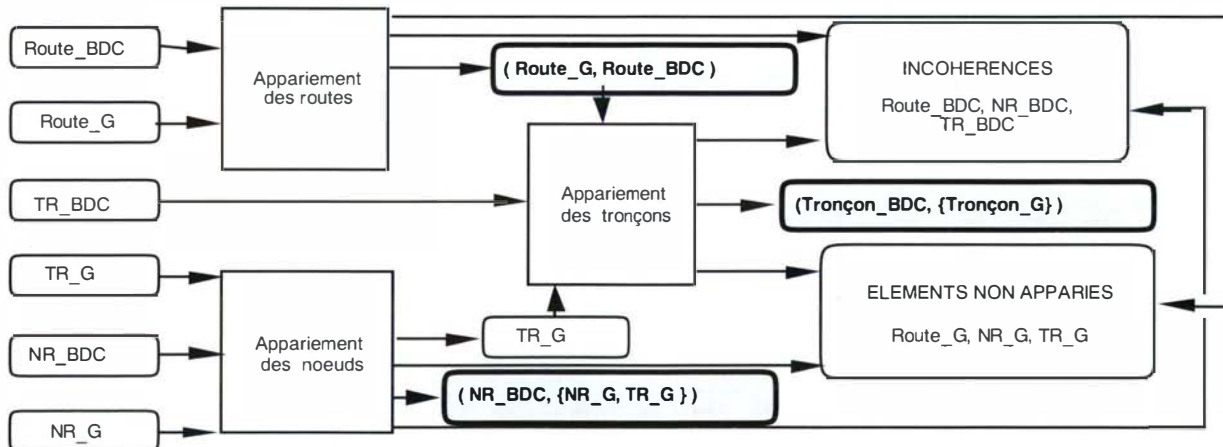 Route_BDC
Route_G
TR_BDC
TR_G
NR_BDC
NR_G
Appariement
des routes
Appariement
des noeuds
( Route_G, Route_BDC )
Appariement
des tronçons
TR_G
( NR_BDC, {NR_G, TR_G } )
INCOHERENCES
Route_BDC, NR_BDC,
TR_BDC
(Tronçon_BDC, {Tronçon_G} )
ELEMENTS NON APPARIES
Route_G, NR_G, TR_G